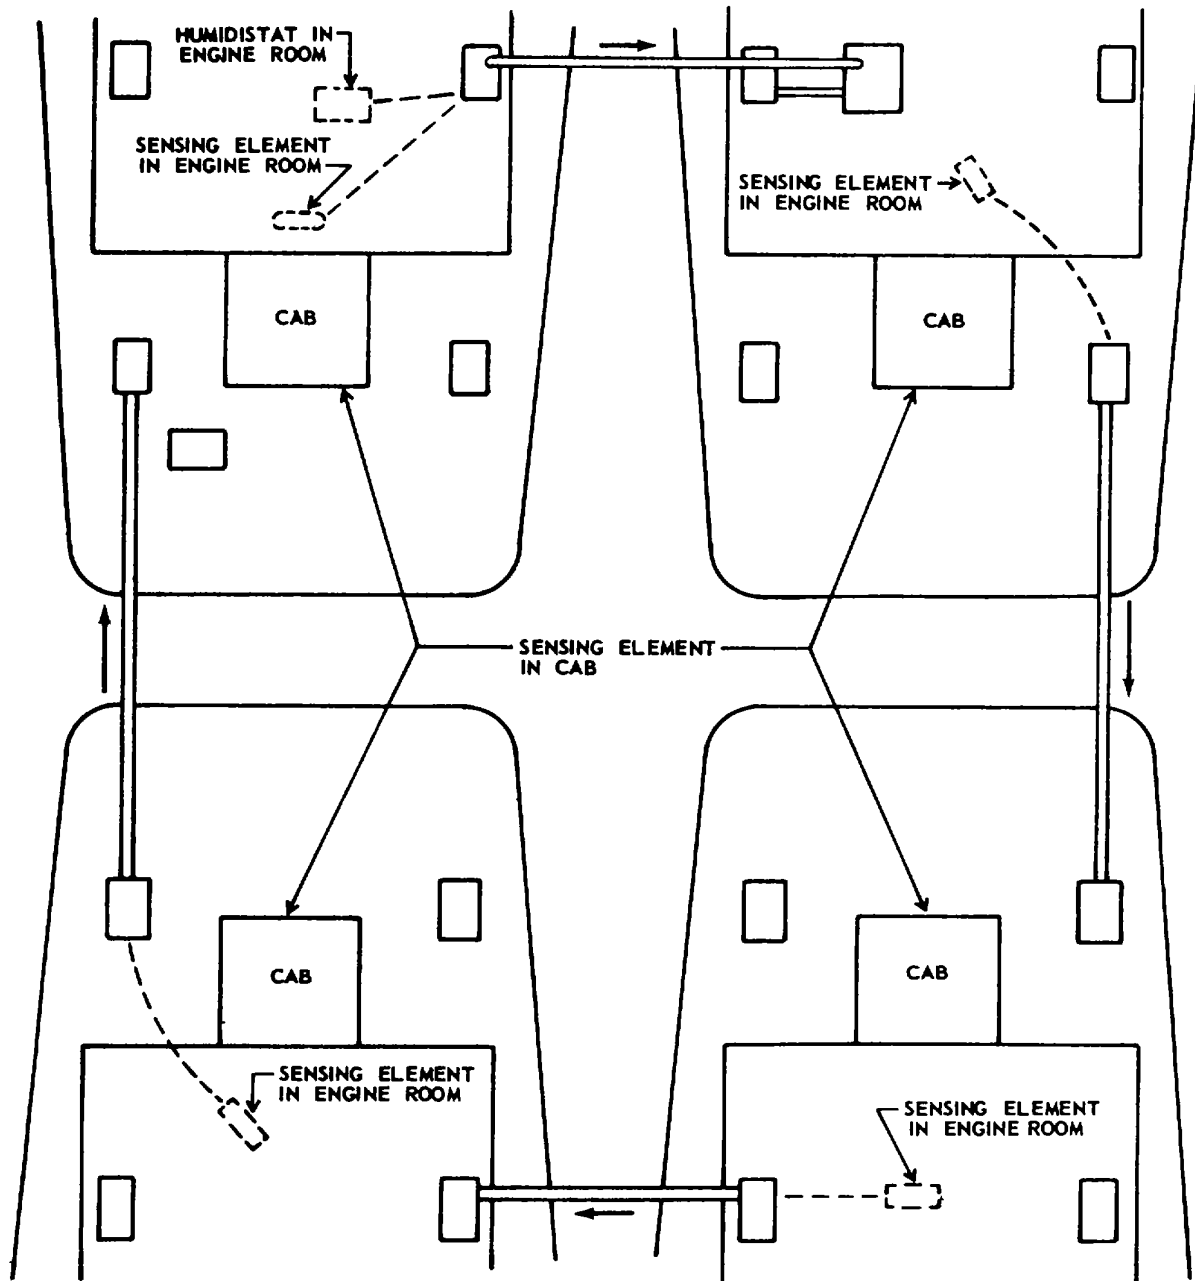 HUMIDISTAT IN
ENGINE ROOM
SENSING ELEMENT
IN ENGINE ROOM
SENSING ELEMENT
IN ENGINE ROOM
CAB
CAB
SENSING ELEMENT
IN CAB
CAB
CAB
SENSING ELEMENT
IN ENGINE ROOM
SENSING ELEMENT
IN ENGINE ROOM